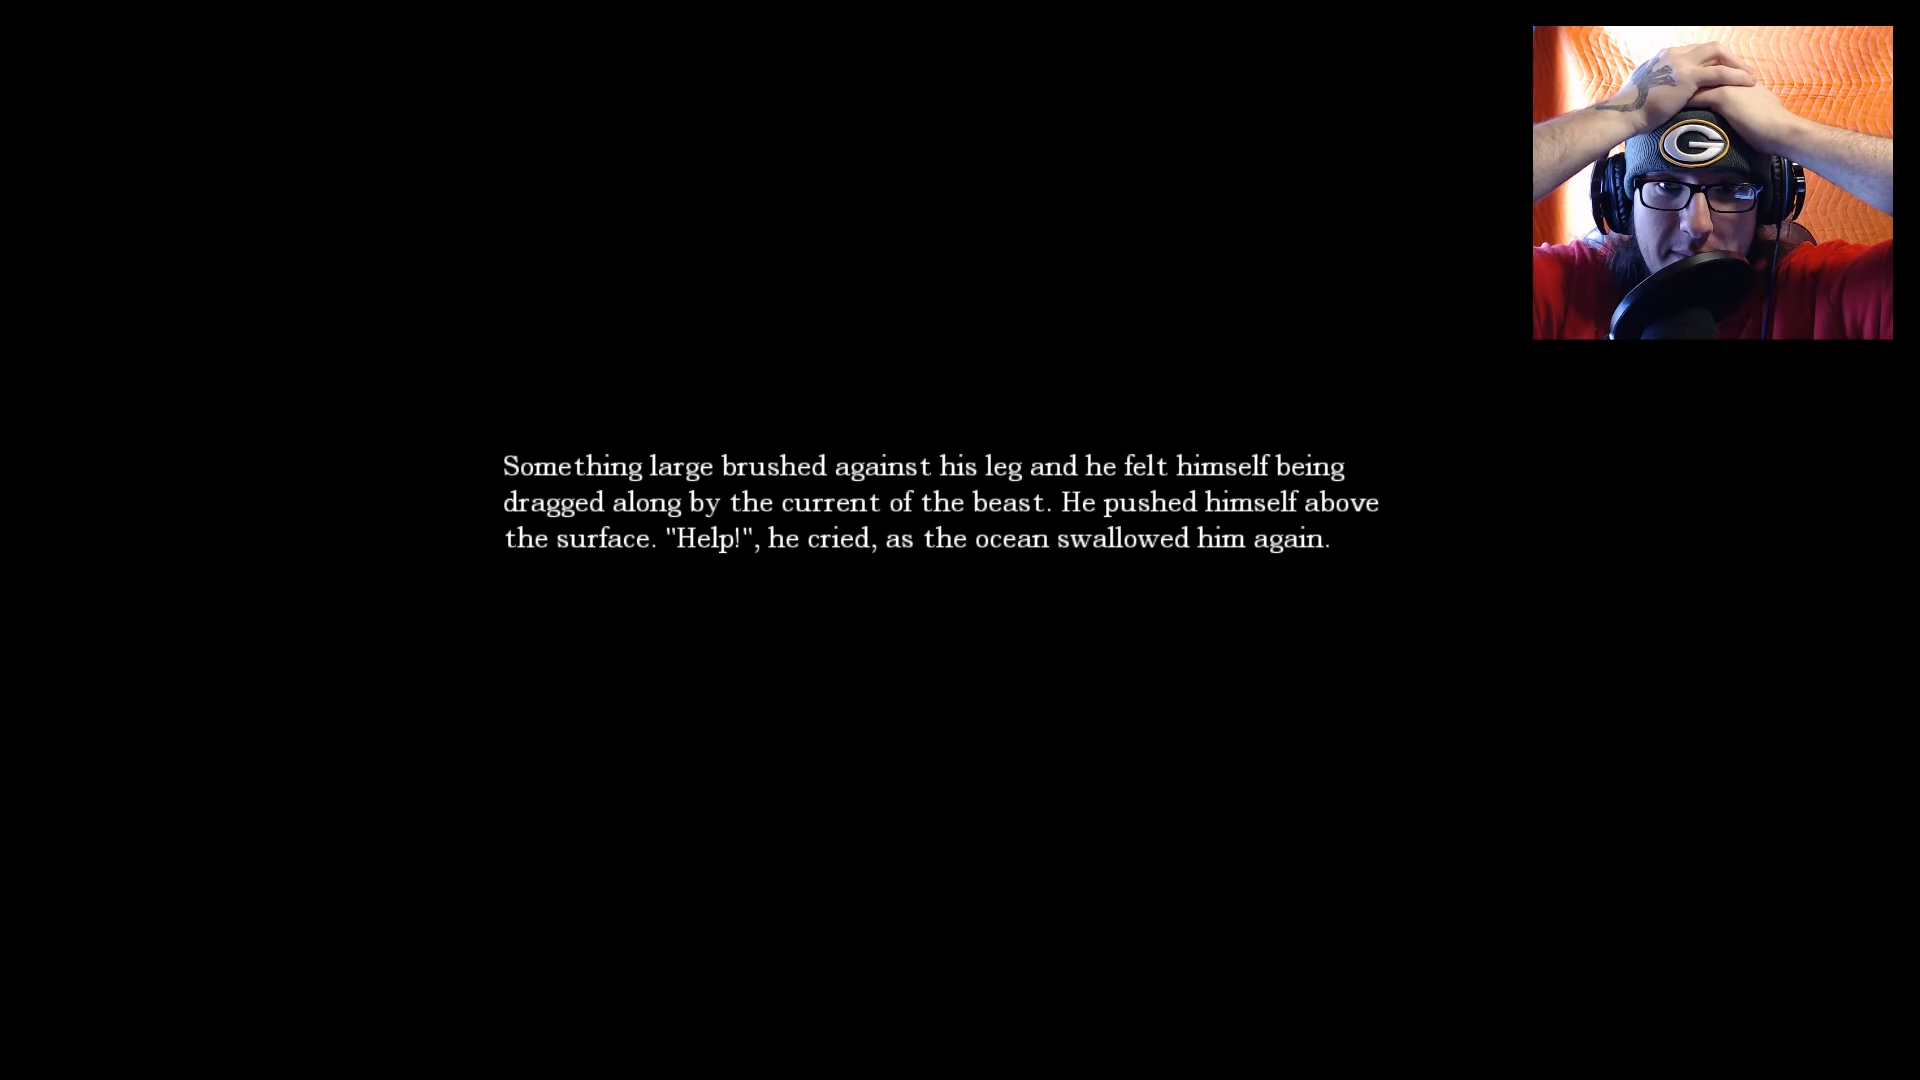 G
Something large brushed against his leg and he felt himself being
dragged along by the current of the beast. He pushed himself above
the surface. "Help!", he cried, as the ocean swallowed him again.